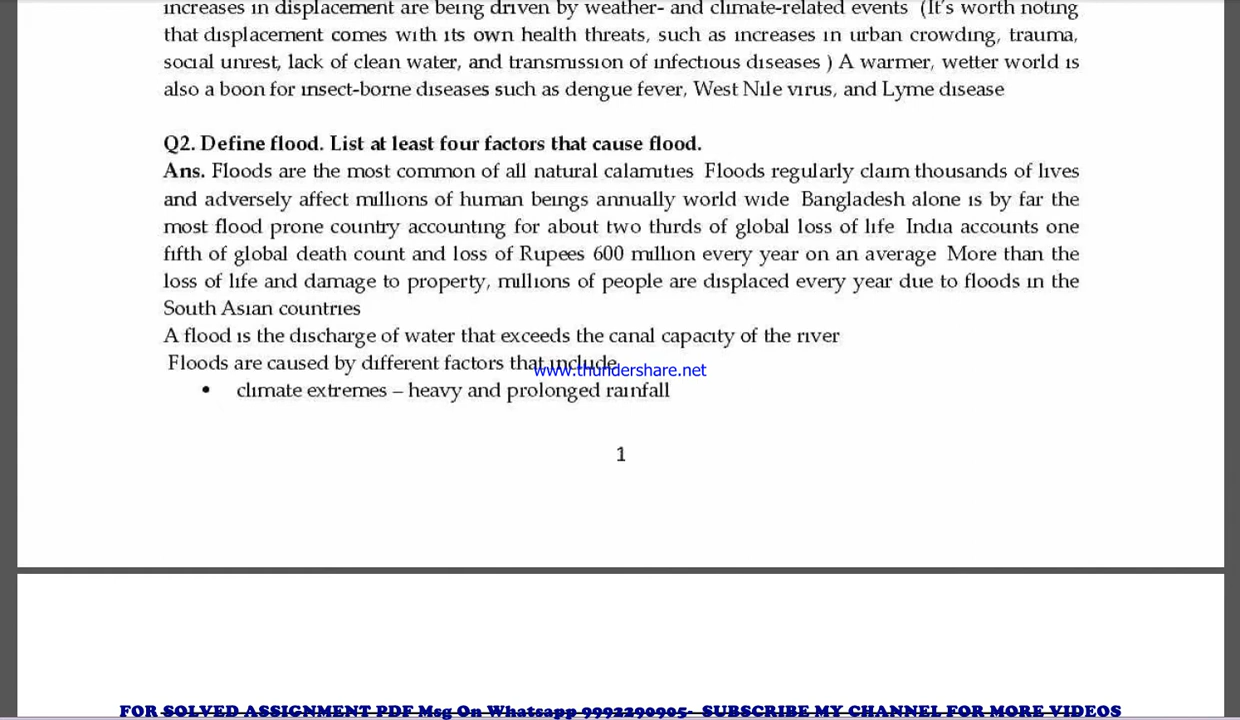 increases in displacement are being driven by weather- and climate-related events (It's worth noting
that displacement comes with its own health threats, such as increases in urban crowding, trauma,
social unrest, lack of clean water, and transmission of infectious diseases ) A warmer, wetter world is
also a boon for insect-borne diseases such as dengue fever, West Nile virus, and Lyme disease
Q2. Define flood. List at least four factors that cause flood.
Ans. Floods are the most common of all natural calamities Floods regularly claim thousands of lives
and adversely affect millions of human beings annually world wide Bangladesh alone is by far the
most flood prone country accounting for about two thirds of global loss of life India accounts one
fifth of global death count and loss of Rupees 600 million every year on an average More than the
loss of life and damage to property, millions of people are displaced every year due to floods in the
South Asian countries
A flood is the discharge of water that exceeds the canal capacity of the river
Floods are caused by different factors that include
www.thundershare.net
• climate extremes – heavy and prolonged rainfall
1
FOR SOLVED ASSIGNMENT PDF Msg On Whatsapp 9992290905- SUBSCRIBE MY CHANNEL FOR MORE VIDEOS